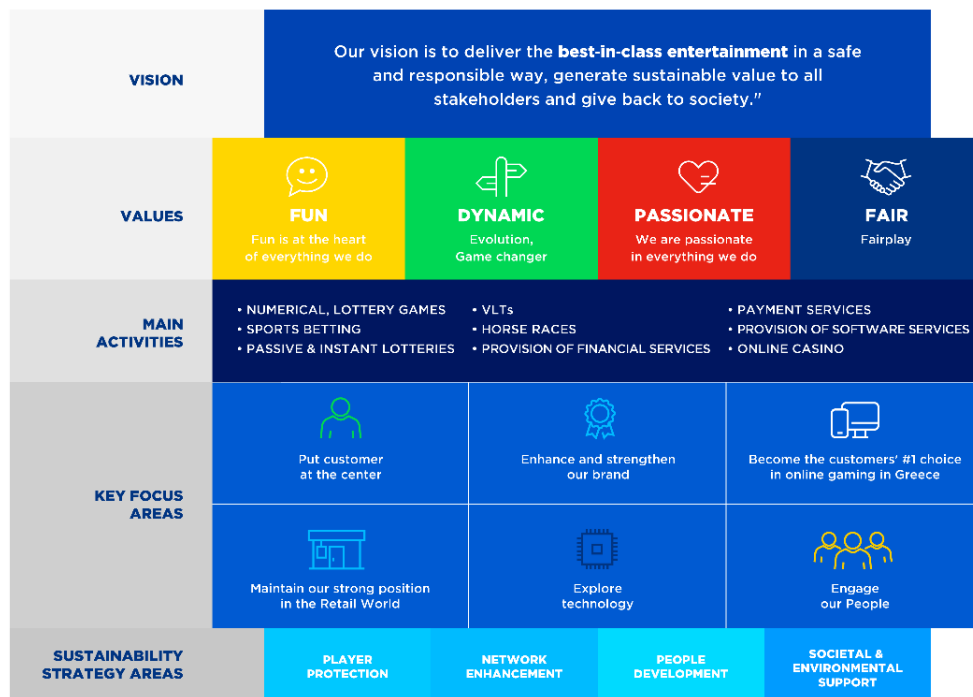 VISION
Our vision is to deliver the best-in-class entertainment in a safe
and responsible way, generate sustainable value to all
stakeholders and give back to society."
VALUES
FUN
Fun is at the heart
of everything we do
DYNAMIC
Evolution,
Game changer
PASSIONATE
We are passionate
in everything we do
FAIR
Fairplay
MAIN
ACTIVITIES
• NUMERICAL, LOTTERY GAMES
• SPORTS BETTING
• PASSIVE & INSTANT LOTTERIES
• VLTs
• HORSE RACES
• PROVISION OF FINANCIAL SERVICES
• PAYMENT SERVICES
• PROVISION OF SOFTWARE SERVICES
• ONLINE CASINO
KEY FOCUS
AREAS
Put customer
at the center
Enhance and strengthen
our brand
Become the customers' #1 choice
in online gaming in Greece
Maintain our strong position
in the Retail World
Explore
technology
Engage
our People
SUSTAINABILITY
STRATEGY AREAS
PLAYER
PROTECTION
NETWORK
ENHANCEMENT
PEOPLE
DEVELOPMENT
SOCIETAL &
ENVIRONMENTAL
SUPPORT